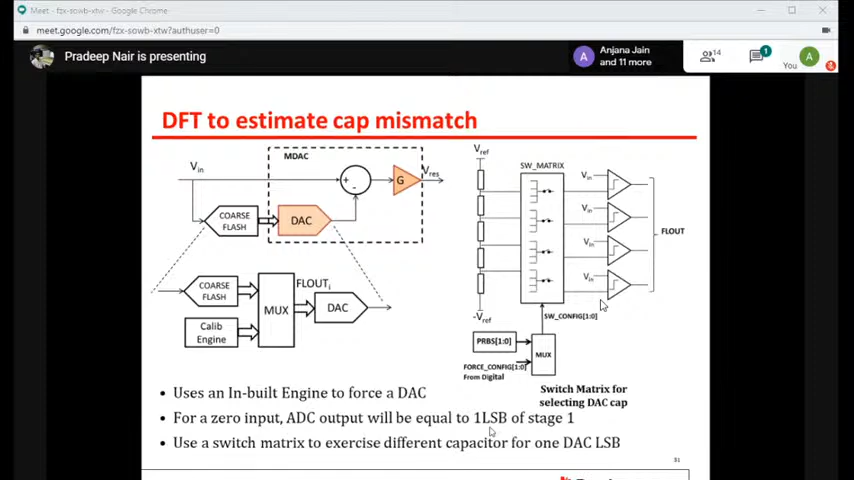 Meet - fzx-sowb-xtw - Google Chrome
meet.google.com/fzx-sowb-xtw?authuser=0
Pradeep Nair is presenting
A
Anjana Jain
and 11 more
14
1
You
A
DFT to estimate cap mismatch
MDAC
Vin
+
-
G
Vres
COARSE
FLASH
DAC
COARSE
FLASH
Calib
Engine
MUX
FLOUTi
DAC
Vref
SW_MATRIX
Vin
Vin
Vin
Vin
FLOUT
-Vref
SW_CONFIG[1:0]
PRBS[1:0]
MUX
FORCE_CONFIG[1:0]
From Digital
Switch Matrix for
selecting DAC cap
• Uses an In-built Engine to force a DAC
• For a zero input, ADC output will be equal to 1LSB of stage 1
• Use a switch matrix to exercise different capacitor for one DAC LSB
31